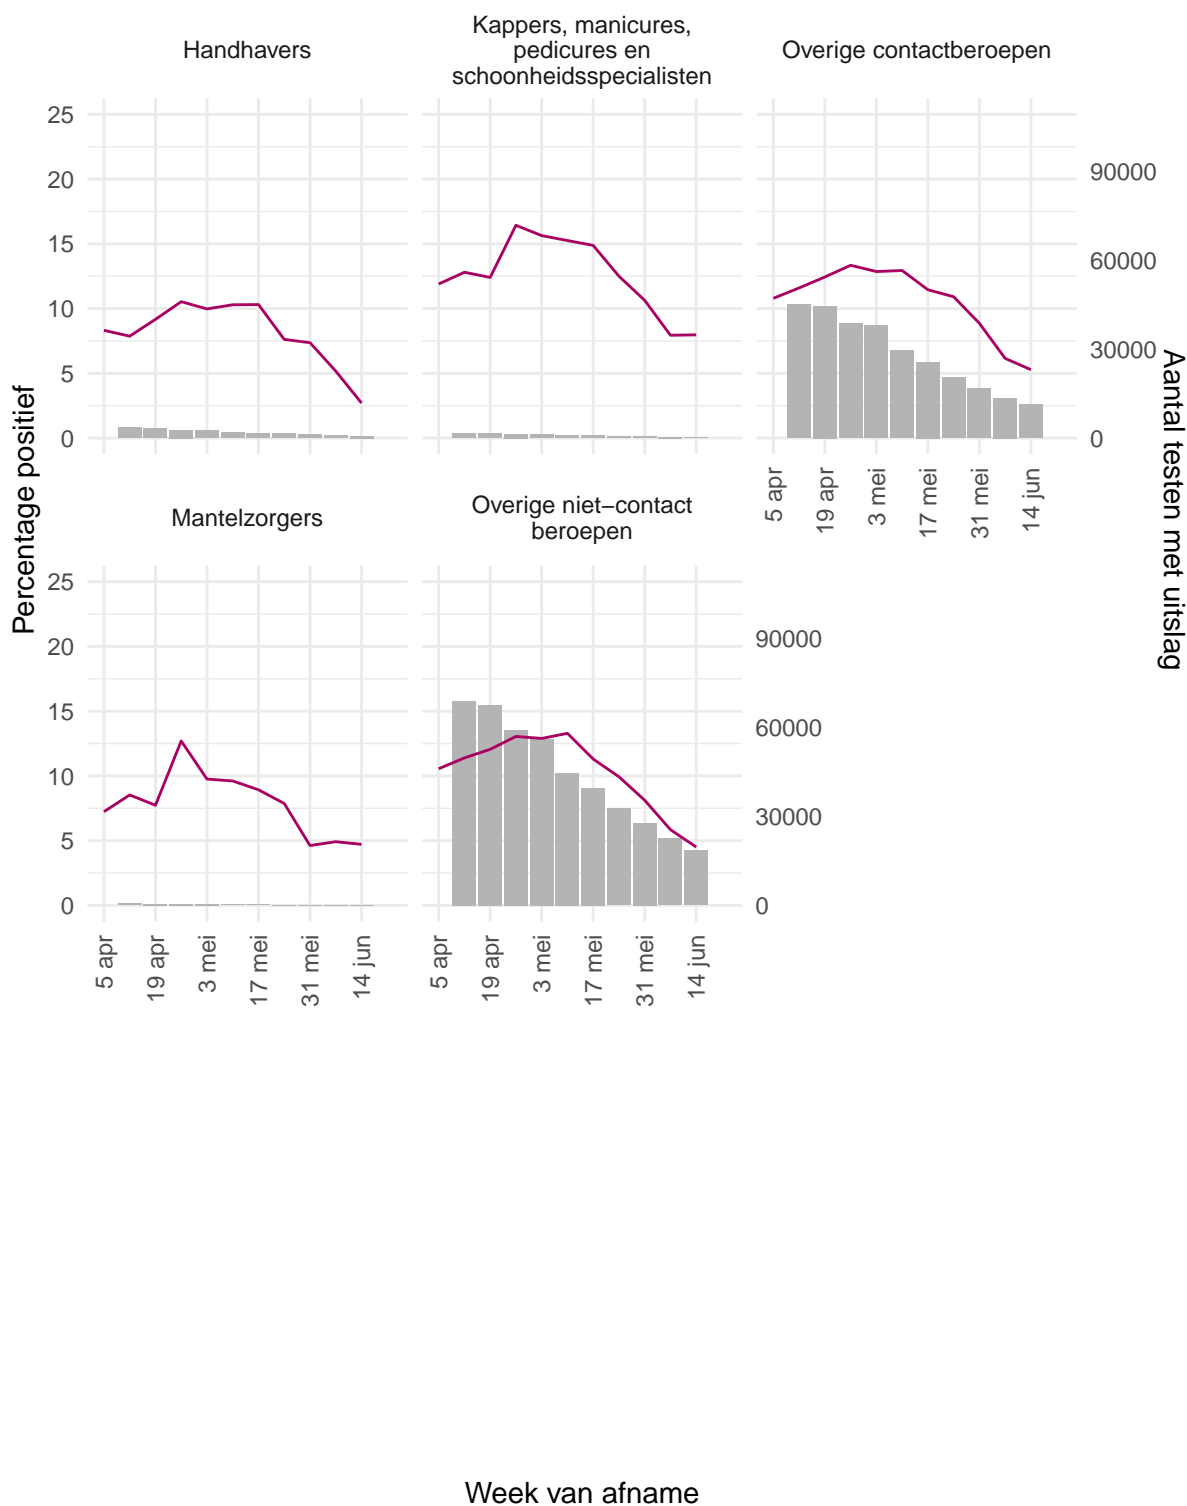 Handhavers
Kappers, manicures,
pedicures en
schoonheidsspecialisten
Overige contactberoepen
25
20
15
10
5
0
90000
60000
30000
0
5 apr
19 apr
3 mei
17 mei
31 mei
14 jun
Percentage positief
Aantal testen met uitslag
Mantelzorgers
Overige niet−contact
beroepen
25
20
15
10
5
0
90000
60000
30000
0
5 apr
19 apr
3 mei
17 mei
31 mei
14 jun
5 apr
19 apr
3 mei
17 mei
31 mei
14 jun
Week van afname